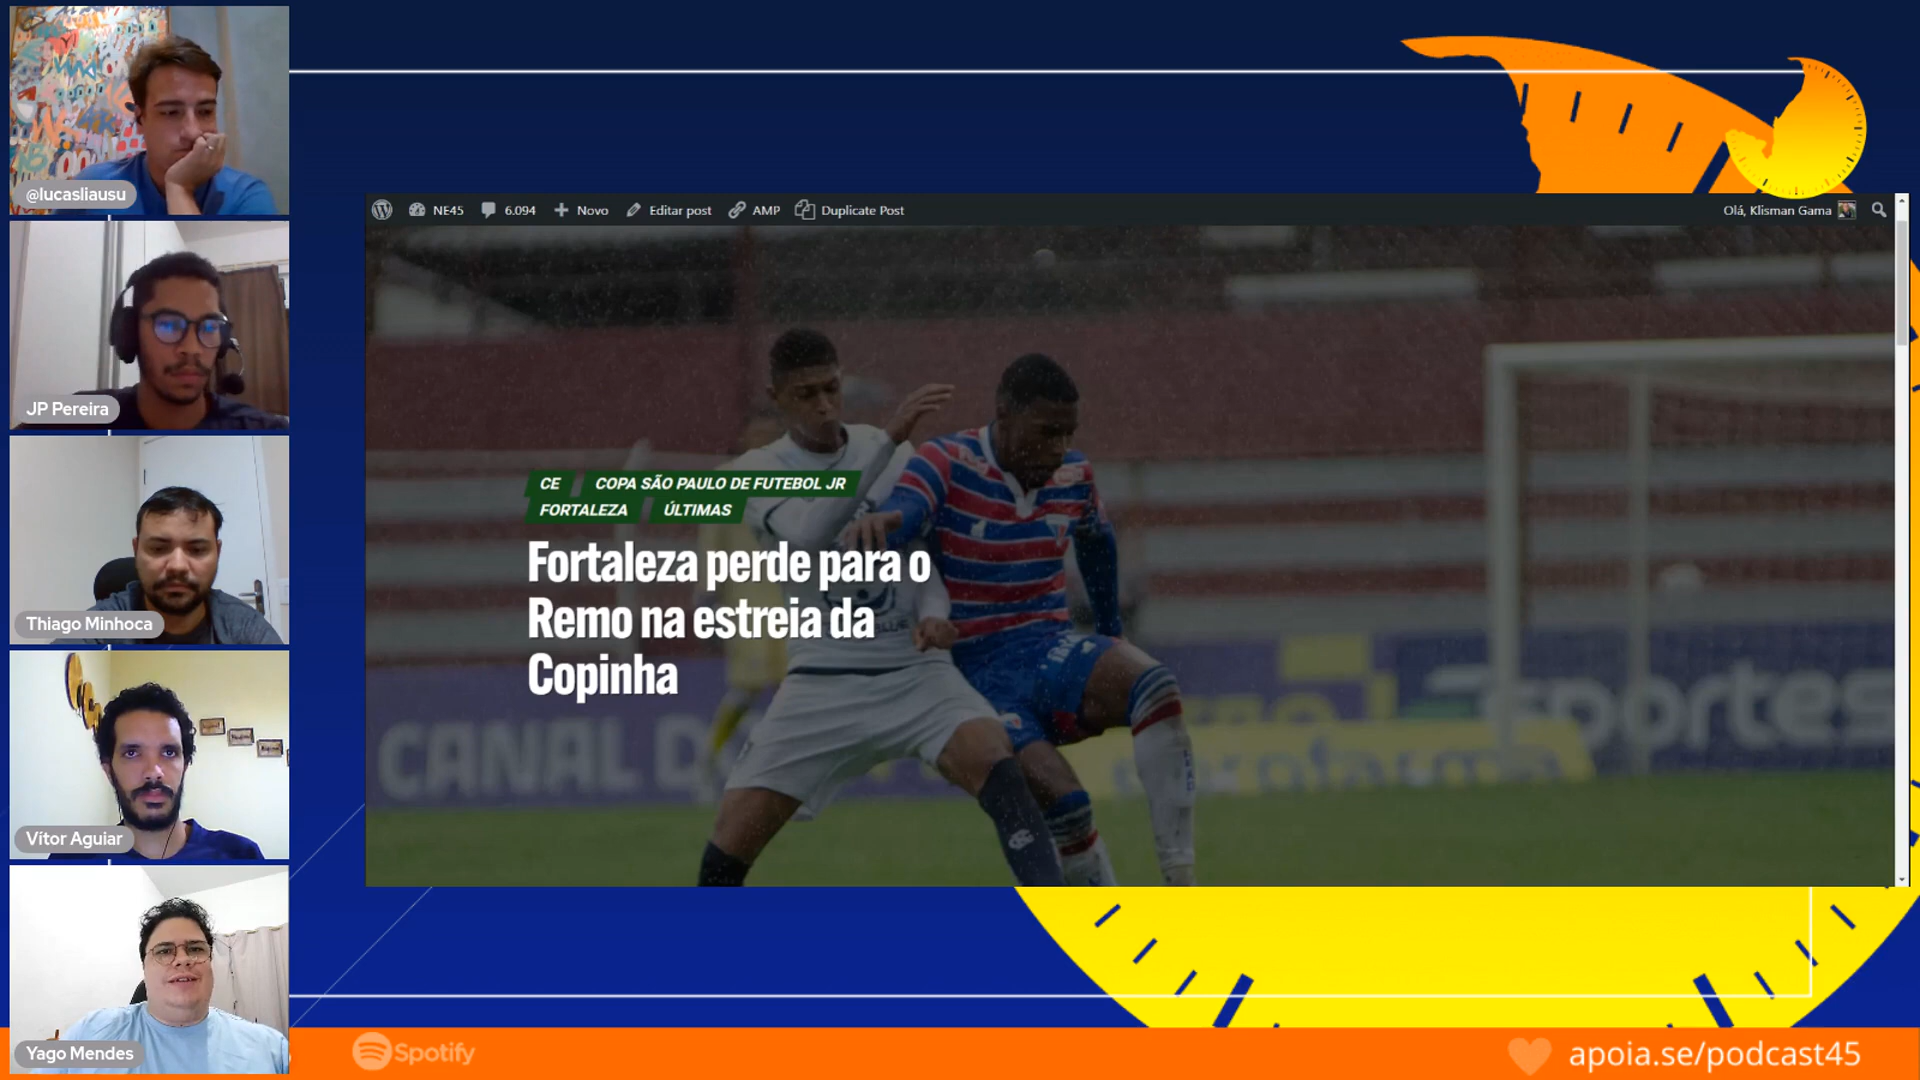 @lucasliausu
JP Pereira
Thiago Minhoca
Vítor Aguiar
Yago Mendes
NE45 6.094 Novo Editar post AMP Duplicate Post Olá, Klisman Gama
CE COPA SÃO PAULO DE FUTEBOL JR
FORTALEZA ÚLTIMAS
Fortaleza perde para o
Remo na estreia da
Copinha
CANAL D
sportes
Spotify apoia.se/podcast45